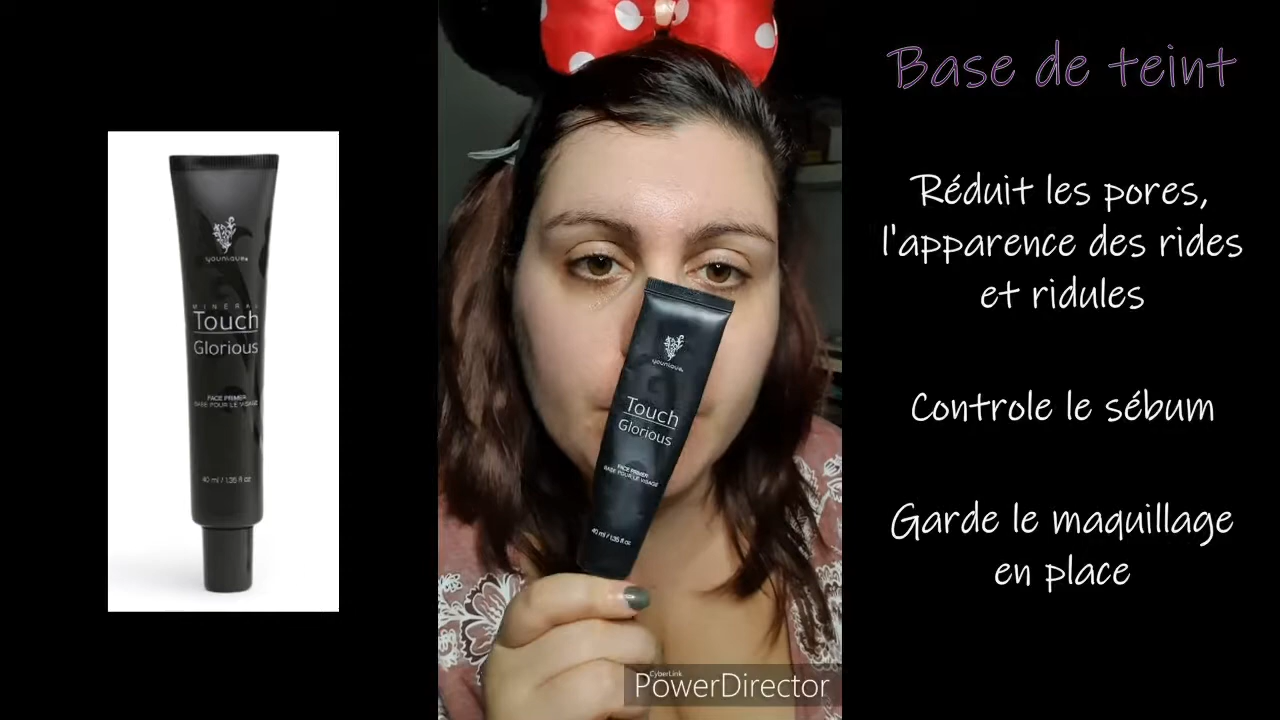 younique
MINERAL
Touch
Glorious
FACE PRIMER
BASE POUR LE VISAGE
40 ml / 1.35 fl oz
younique
Touch
Glorious
FACE PRIMER
BASE POUR LE VISAGE
40 ml / 1.35 fl oz
CyberLink
PowerDirector
Base de teint
Réduit les pores,
l'apparence des rides
et ridules
Controle le sébum
Garde le maquillage
en place